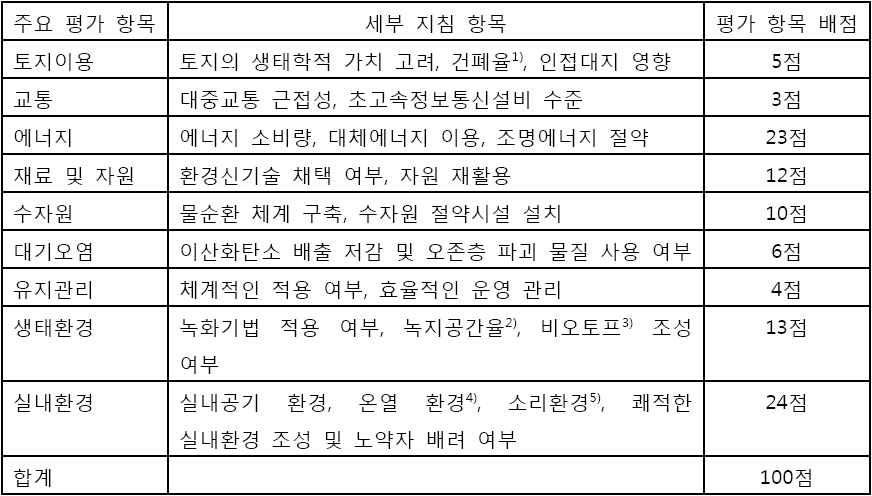 주요 평가 항목 세부 지침 항목 평가 항목 배점
토지이용 토지의 생태학적 가치 고려, 건폐율1), 인접대지 영향 5점
교통 대중교통 근접성, 초고속정보통신설비 수준 3점
에너지 에너지 소비량, 대체에너지 이용, 조명에너지 절약 23점
재료 및 자원 환경신기술 채택 여부, 자원 재활용 12점
수자원 물순환 체계 구축, 수자원 절약시설 설치 10점
대기오염 이산화탄소 배출 저감 및 오존층 파괴 물질 사용 여부 6점
유지관리 체계적인 적용 여부, 효율적인 운영 관리 4점
생태환경 녹화기법 적용 여부, 녹지공간율2), 비오토프3) 조성 13점
여부
실내환경 실내공기 환경, 온열 환경4), 소리환경5), 쾌적한 24점
실내환경 조성 및 노약자 배려 여부
합계 100점